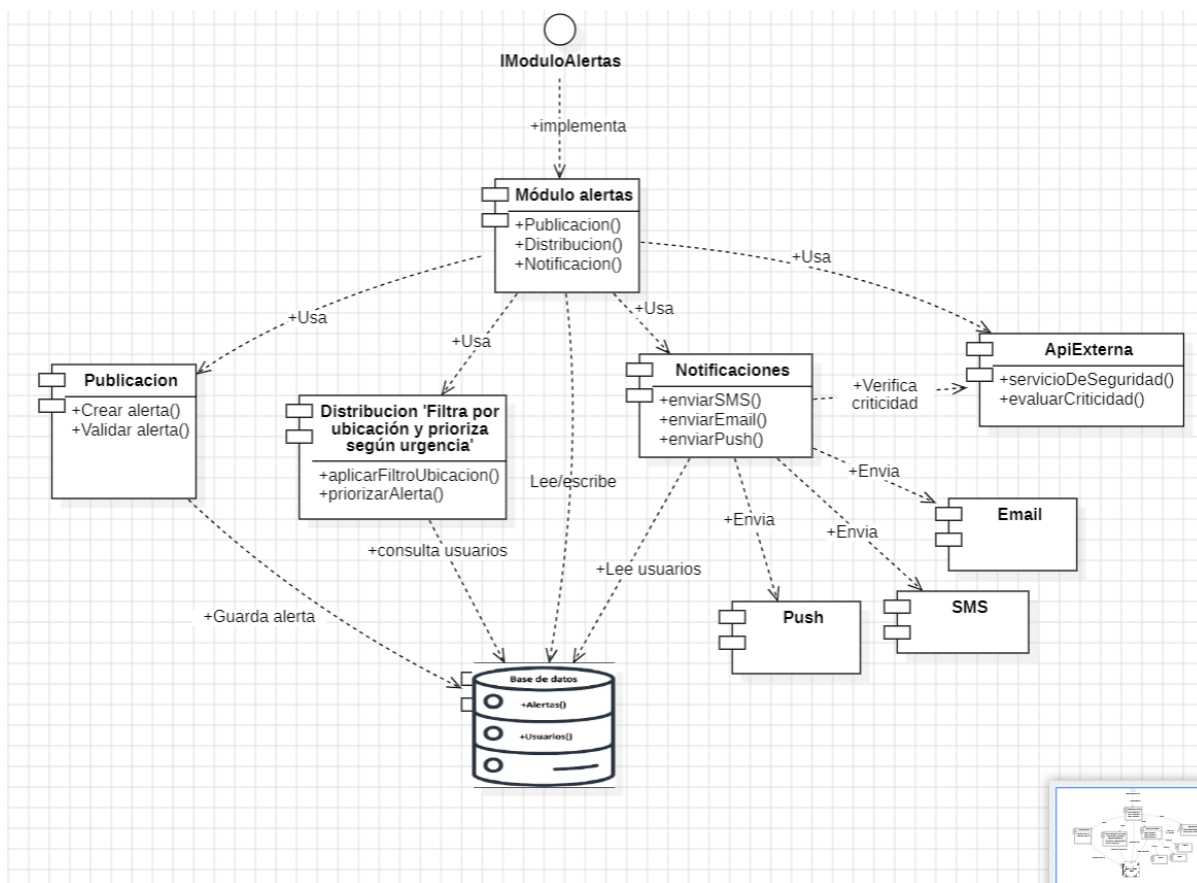 IModuloAlertas
+implementa
Módulo alertas
+Publicacion()
+Distribucion()
+Notificacion()
+Usa
+Usa
+Usa
+Usa
Publicacion
+Crear alerta()
+Validar alerta()
Distribucion 'Filtra por
ubicación y prioriza
según urgencia'
+aplicarFiltroUbicacion()
+priorizarAlerta()
Notificaciones
+enviarSMS()
+enviarEmail()
+enviarPush()
+Verifica
criticidad
ApiExterna
+servicioDeSeguridad()
+evaluarCriticidad()
Lee/escribe
+Envia
+Envia
+Envia
Email
+consulta usuarios
+Lee usuarios
+Guarda alerta
Push
SMS
Base de datos
+Alertas()
+Usuarios()